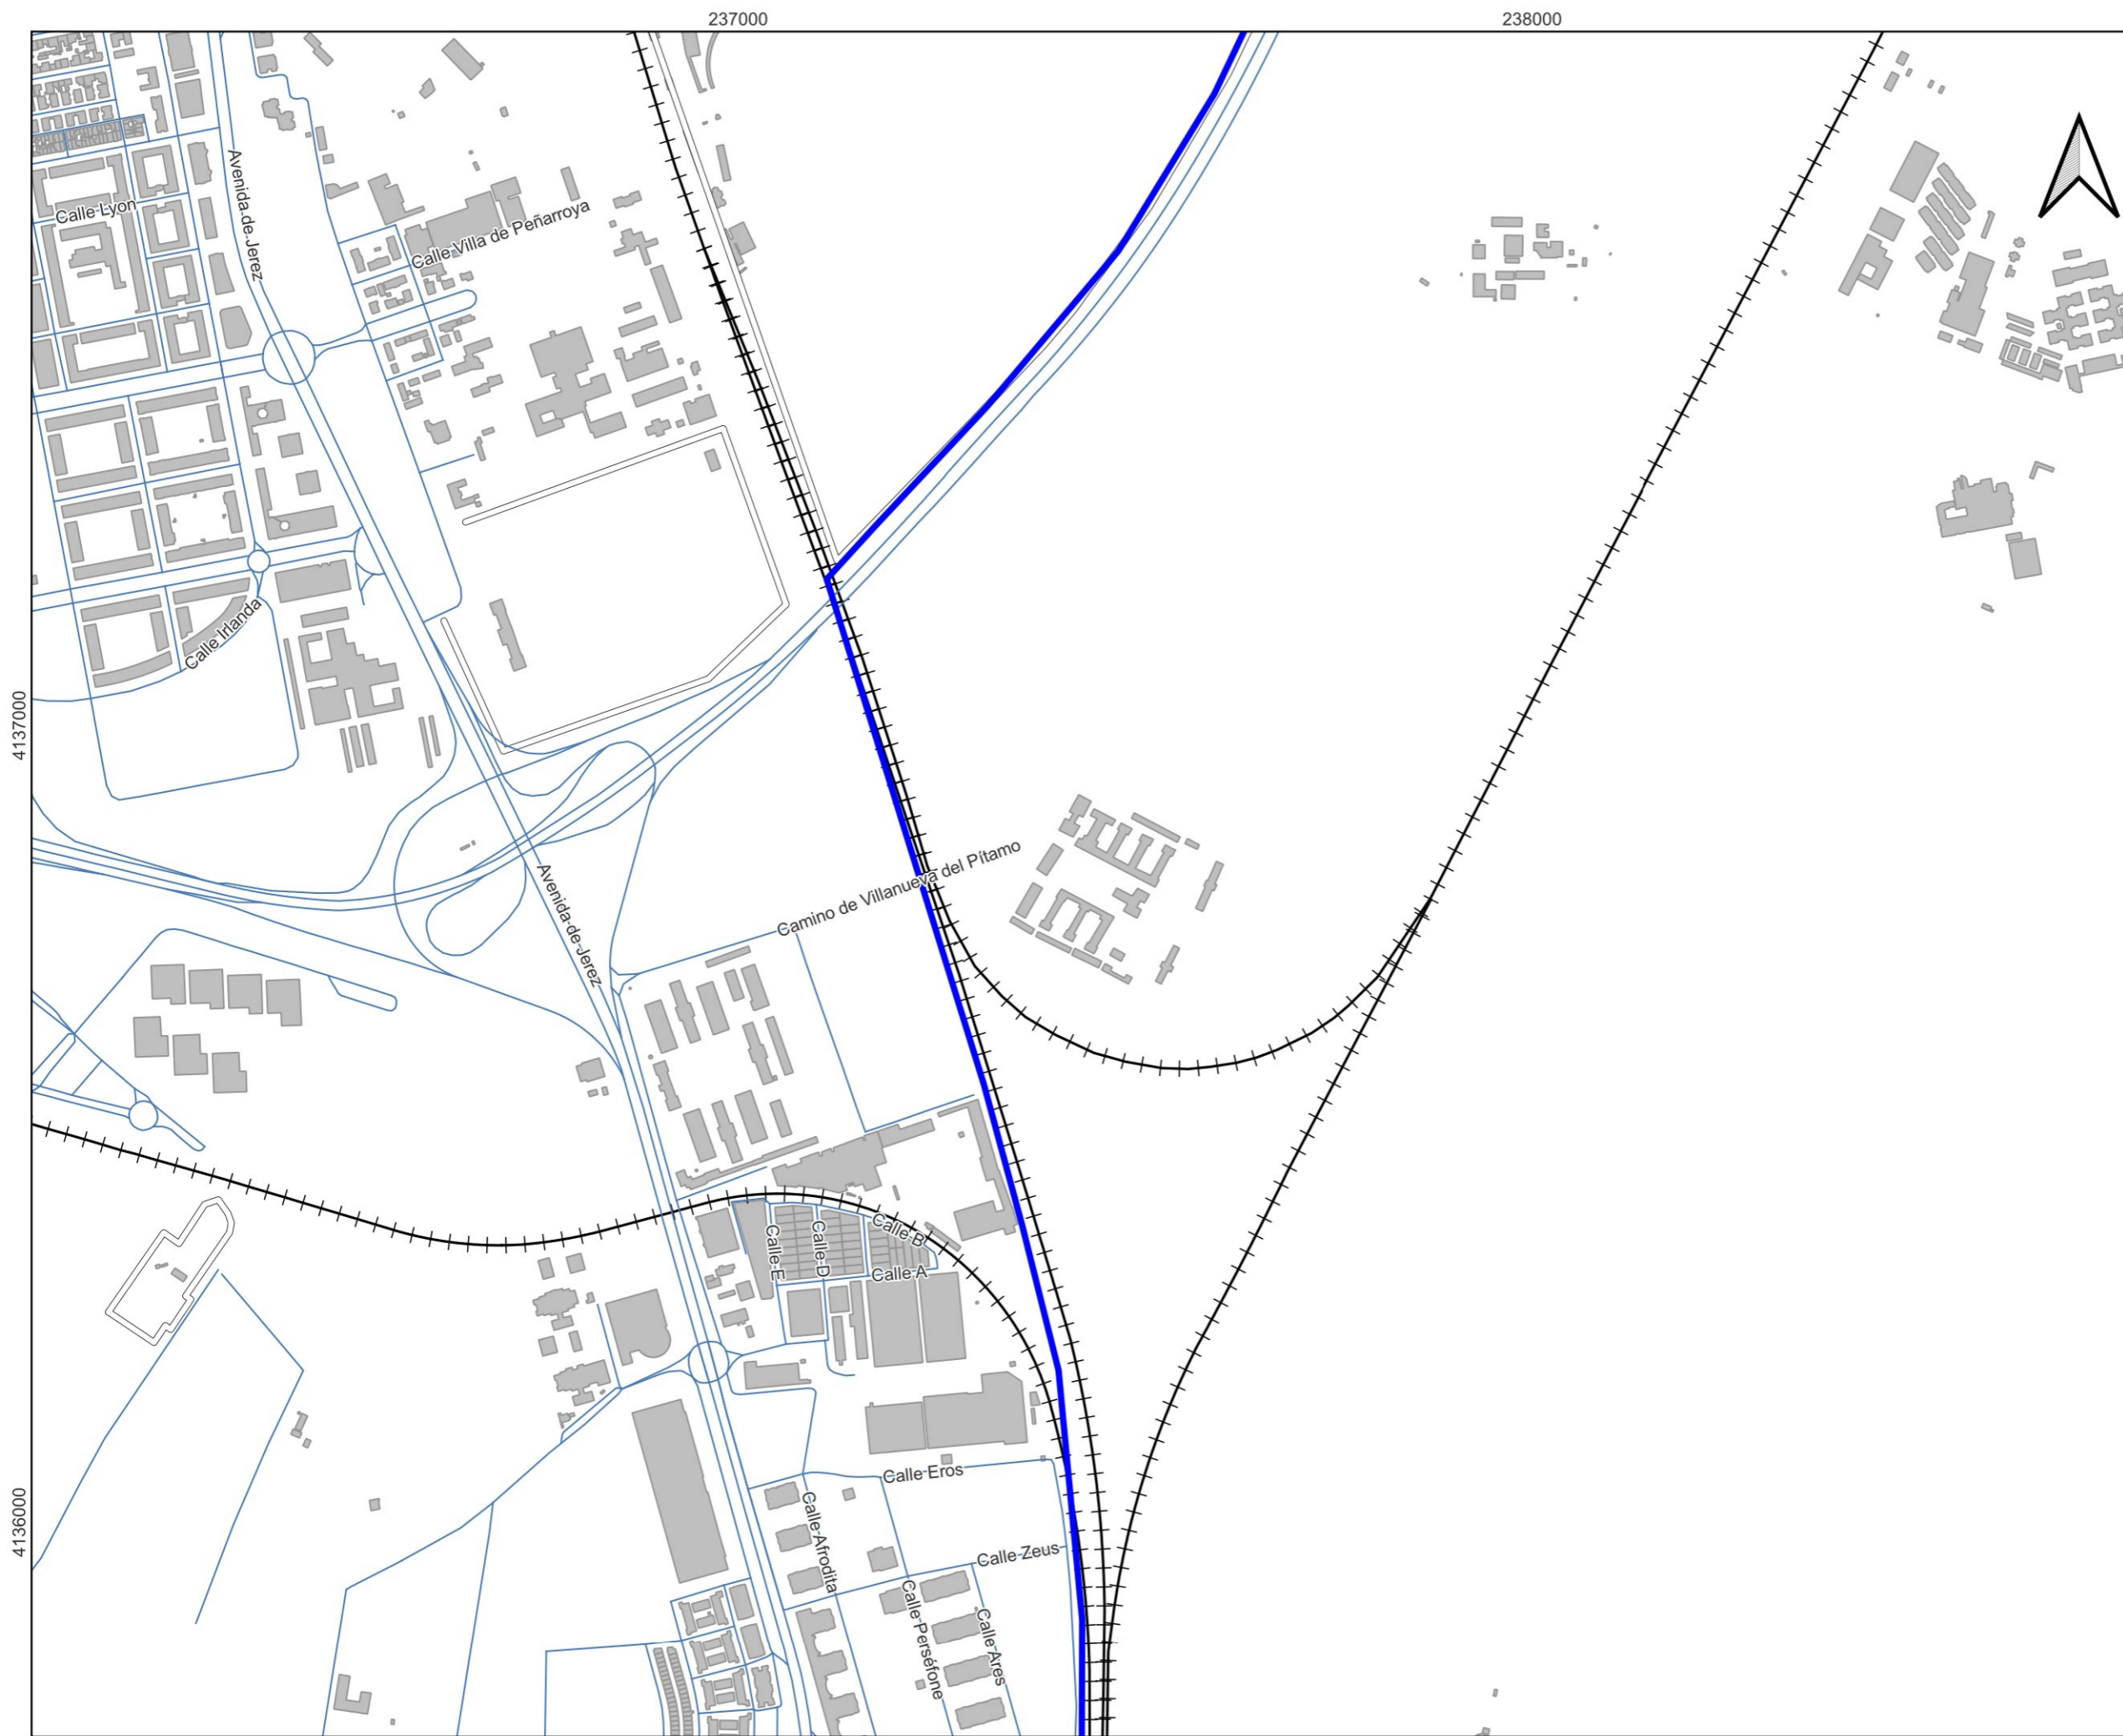 237000
238000
Avenida de Jerez
Calle Lyon
Calle Villa de Peñarroya
Calle Irlanda
4137000
Camino de Villanueva del Pítamo
Avenida de Jerez
Calle B
Calle E
Calle D
Calle A
Calle Eros
4136000
Calle Afrodita
Calle Zeus
Calle Perséfone
Calle Ares